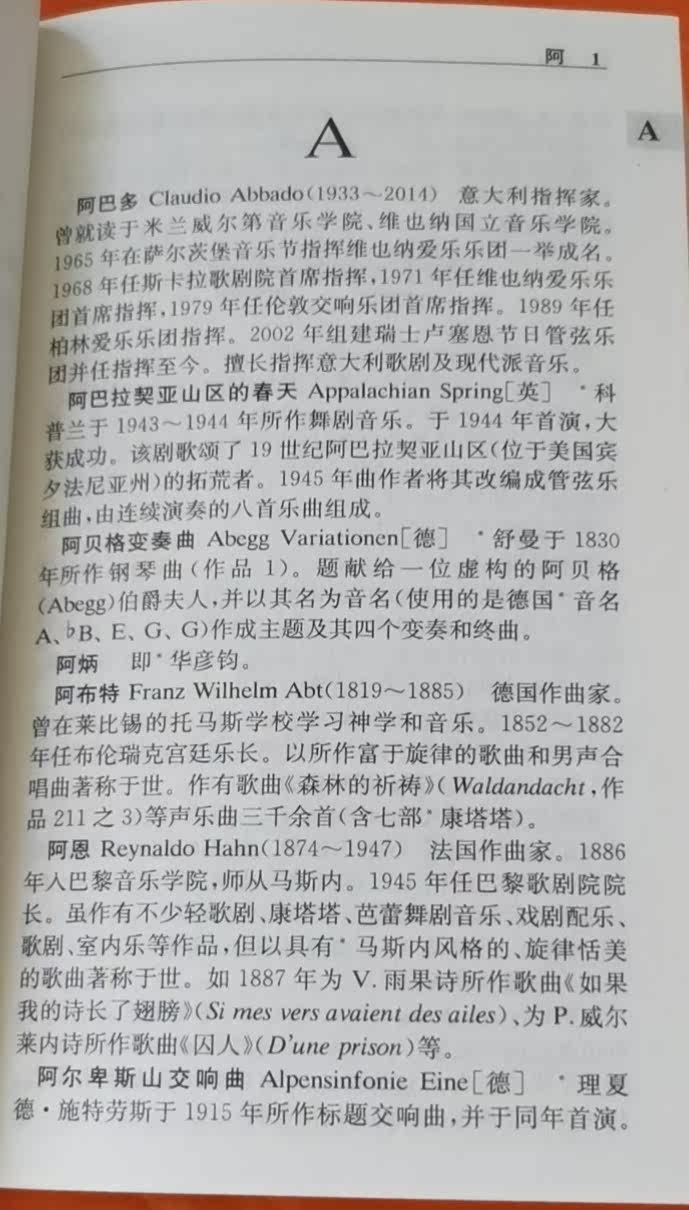 阿 1
A
A
阿巴多 Claudio Abbado(1933～2014) 意大利指挥家。
曾就读于米兰威尔第音乐学院、维也纳国立音乐学院。
1965 年在萨尔茨堡音乐节指挥维也纳爱乐乐团一举成名。
1968 年任斯卡拉歌剧院首席指挥,1971 年任维也纳爱乐乐
团首席指挥,1979 年任伦敦交响乐团首席指挥。1989 年任
柏林爱乐乐团指挥。2002 年组建瑞士卢塞恩节日管弦乐
团并任指挥至今。擅长指挥意大利歌剧及现代派音乐。
阿巴拉契亚山区的春天 Appalachian Spring[英] *科
普兰于 1943～1944 年所作舞剧音乐。于 1944 年首演,大
获成功。该剧歌颂了 19 世纪阿巴拉契亚山区(位于美国宾
夕法尼亚州)的拓荒者。1945 年曲作者将其改编成管弦乐
组曲,由连续演奏的八首乐曲组成。
阿贝格变奏曲 Abegg Variationen[德] *舒曼于 1830
年所作钢琴曲(作品 1)。题献给一位虚构的阿贝格
(Abegg)伯爵夫人,并以其名为音名(使用的是德国*音名
A、♭B、E、G、G)作成主题及其四个变奏和终曲。
阿炳 即*华彦钧。
阿布特 Franz Wilhelm Abt(1819～1885) 德国作曲家。
曾在莱比锡的托马斯学校学习神学和音乐。1852～1882
年任布伦瑞克宫廷乐长。以所作富于旋律的歌曲和男声合
唱曲著称于世。作有歌曲《森林的祈祷》(Waldandacht,作
品 211 之 3)等声乐曲三千余首(含七部*康塔塔)。
阿恩 Reynaldo Hahn(1874～1947) 法国作曲家。1886
年入巴黎音乐学院,师从马斯内。1945 年任巴黎歌剧院院
长。虽作有不少轻歌剧、康塔塔、芭蕾舞剧音乐、戏剧配乐、
歌剧、室内乐等作品,但以具有*马斯内风格的、旋律恬美
的歌曲著称于世。如 1887 年为 V. 雨果诗所作歌曲《如果
我的诗长了翅膀》(Si mes vers avaient des ailes)、为 P. 威尔
莱内诗所作歌曲《囚人》(D'une prison)等。
阿尔卑斯山交响曲 Alpensinfonie Eine[德] *理夏
德·施特劳斯于 1915 年所作标题交响曲,并于同年首演。